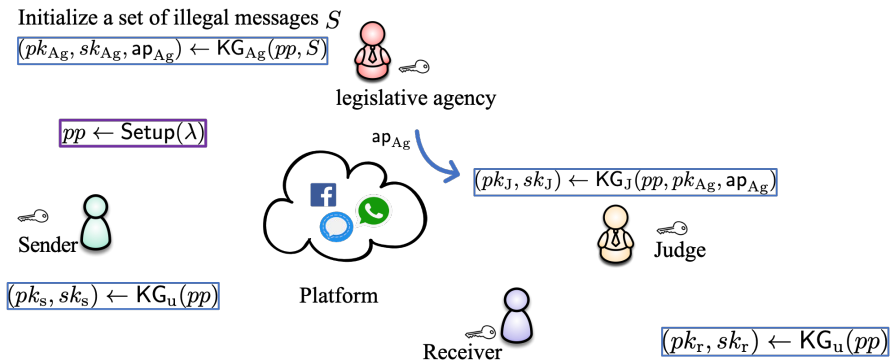 Initialize a set of illegal messages S
(pk_Ag, sk_Ag, ap_Ag) ← KG_Ag(pp, S)
legislative agency
pp ← Setup(λ)
ap_Ag
(pk_J, sk_J) ← KG_J(pp, pk_Ag, ap_Ag)
Sender
Judge
(pk_s, sk_s) ← KG_u(pp)
Platform
Receiver
(pk_r, sk_r) ← KG_u(pp)